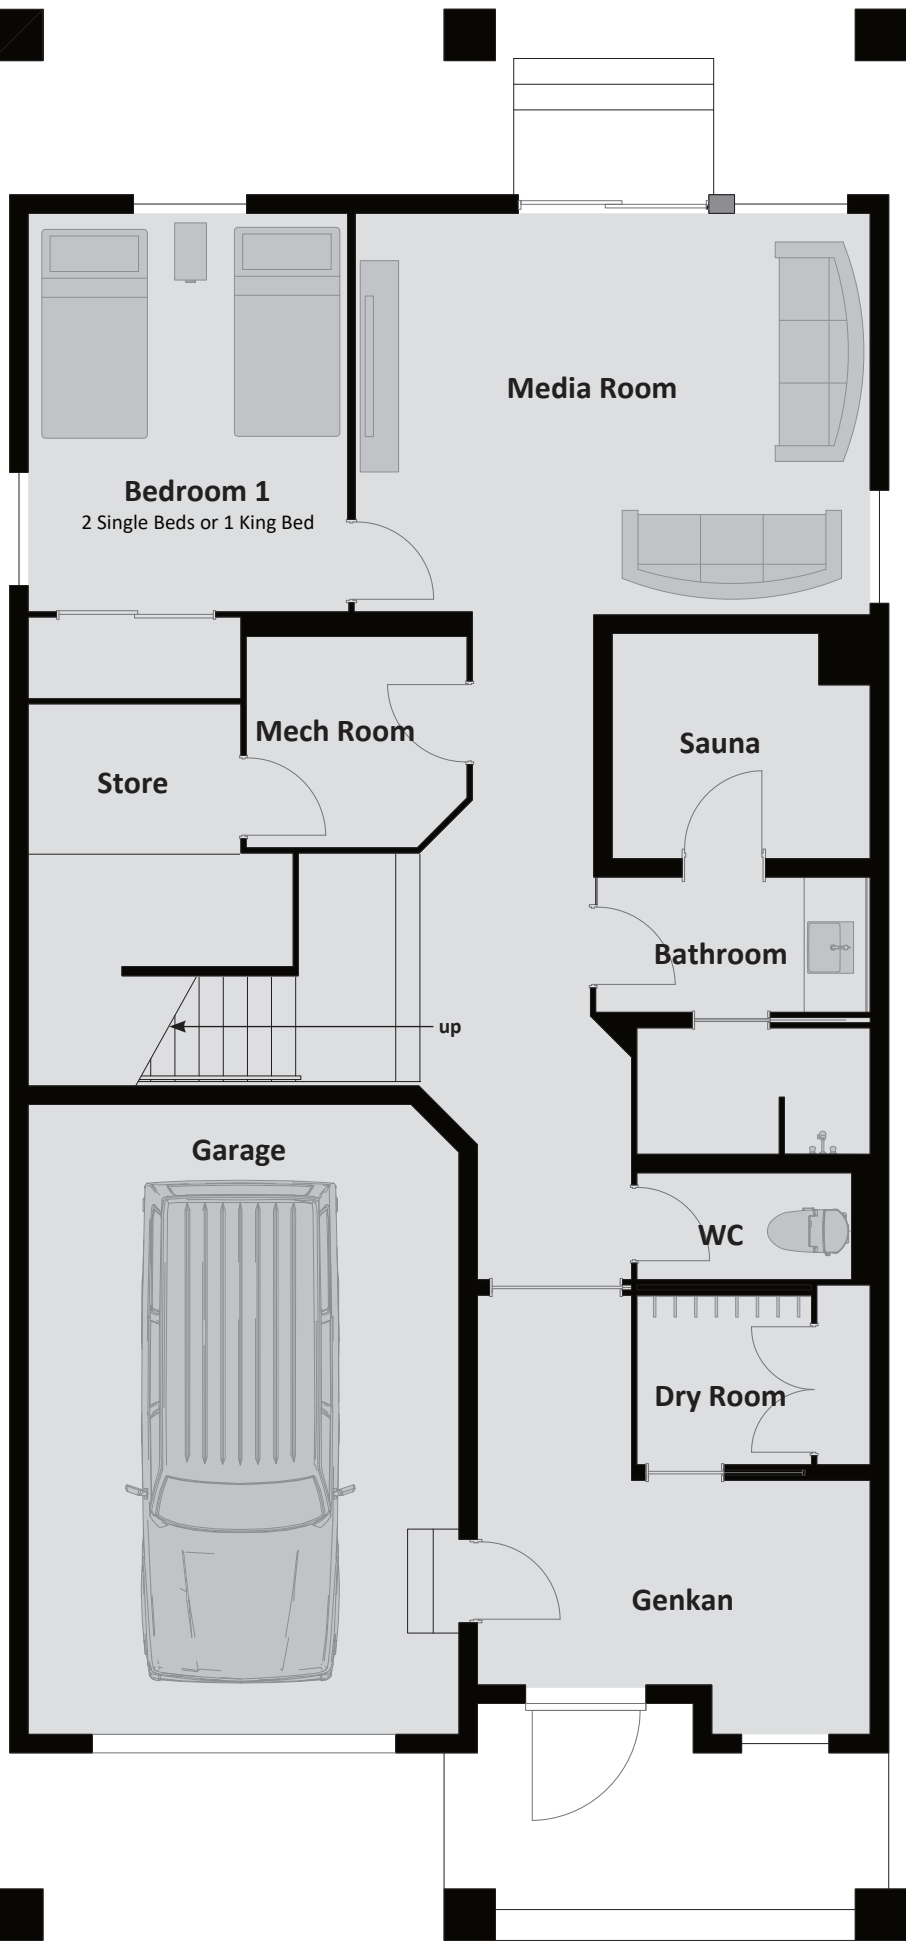 Media Room
Bedroom 1
2 Single Beds or 1 King Bed
Mech Room
Sauna
Store
Bathroom
up
Garage
WC
Dry Room
Genkan